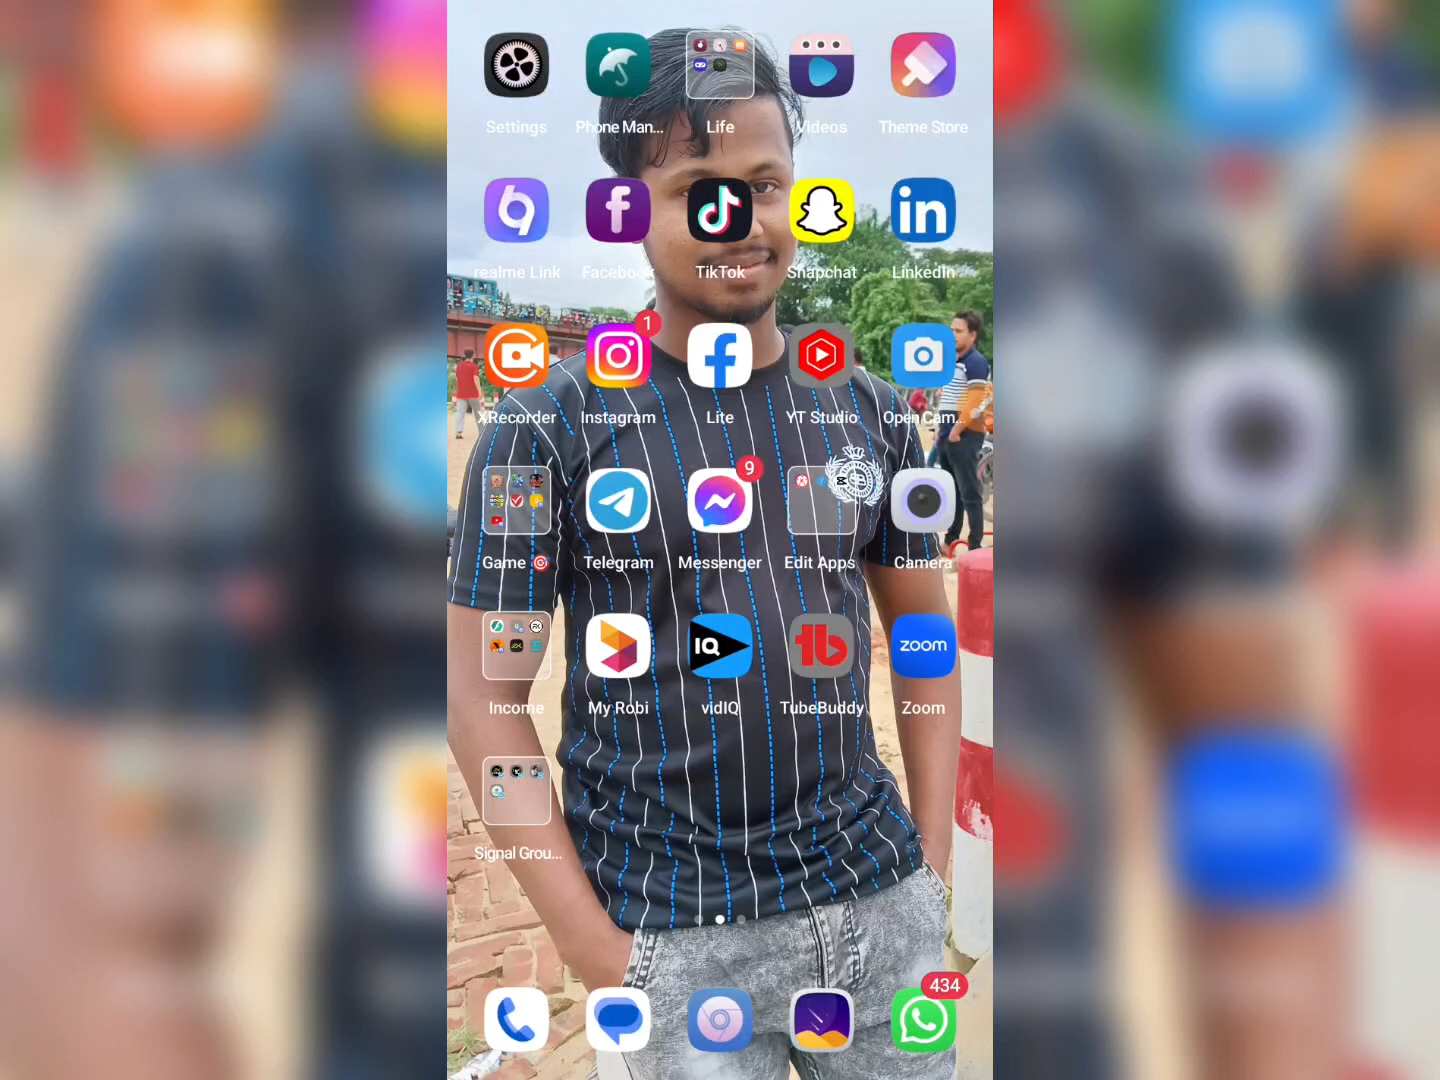 Settings
Phone Man...
Life
Videos
Theme Store
realme Link
Facebook
TikTok
Snapchat
LinkedIn
1
XRecorder
Instagram
Lite
YT Studio
Open Cam...
9
Game
Telegram
Messenger
Edit Apps
Camera
IQ
tb
zoom
Income
My Robi
vidIQ
TubeBuddy
Zoom
Signal Grou...
434